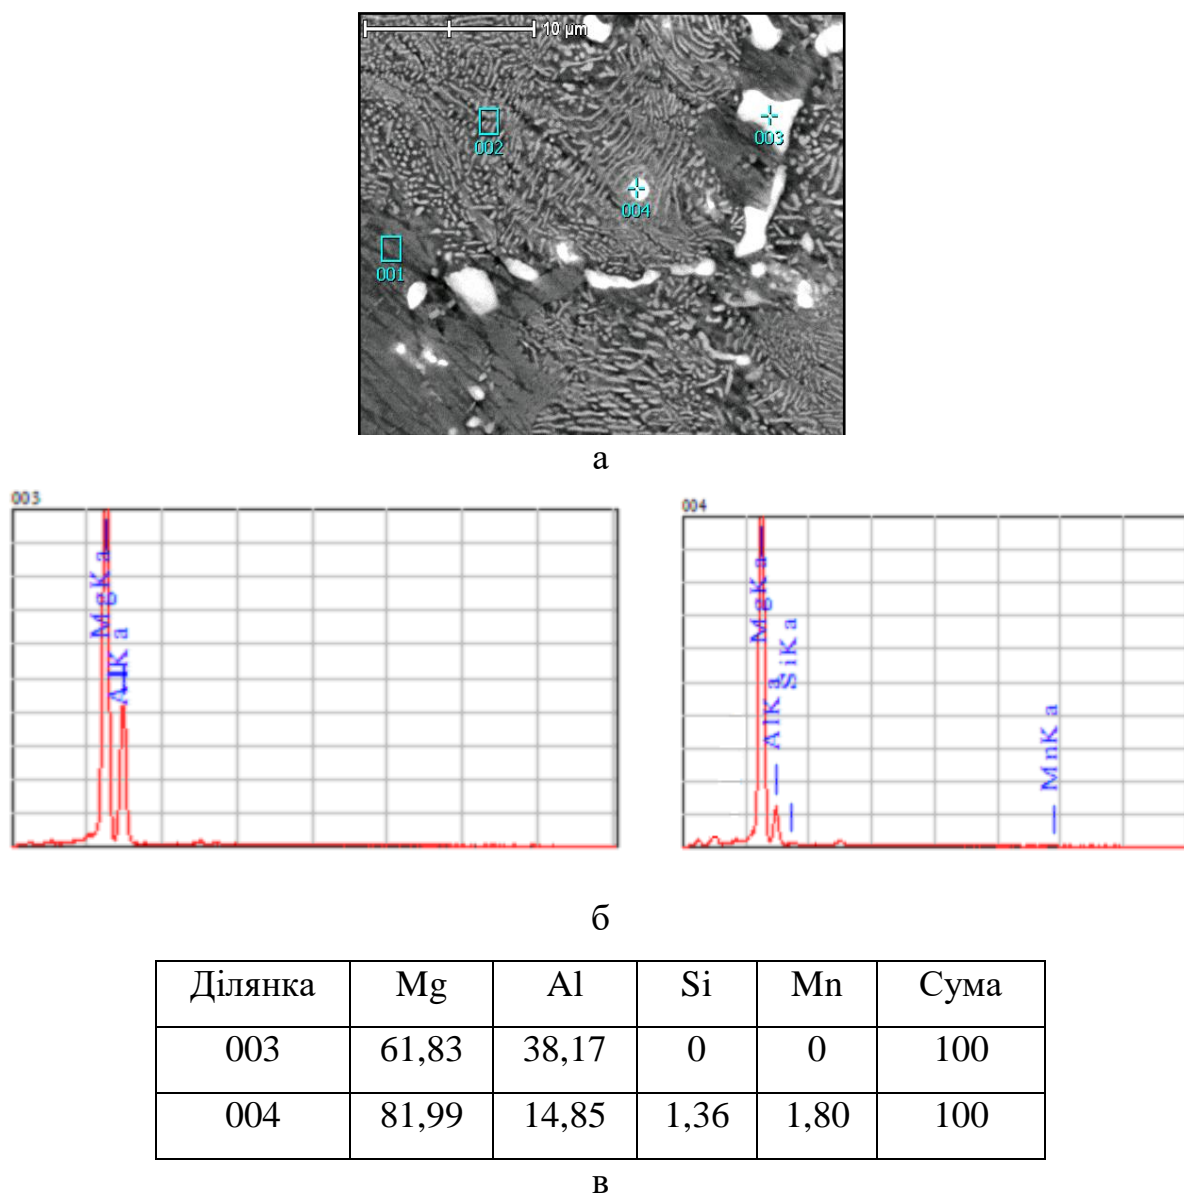 10 µm
002
003
004
001
а
003
MgKa
AlKa
004
MgKa
AlKa
SiKa
MnKa
б
Ділянка Mg Al Si Mn Сума
003 61,83 38,17 0 0 100
004 81,99 14,85 1,36 1,80 100
в